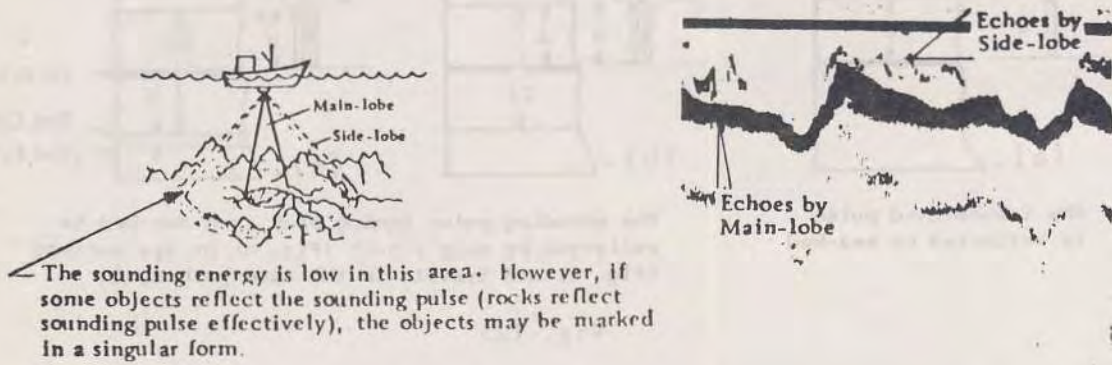 Main-lobe
Side-lobe
The sounding energy is low in this area. However, if
some objects reflect the sounding pulse (rocks reflect
sounding pulse effectively), the objects may be marked
in a singular form.
Echoes by
Side-lobe
Echoes by
Main-lobe